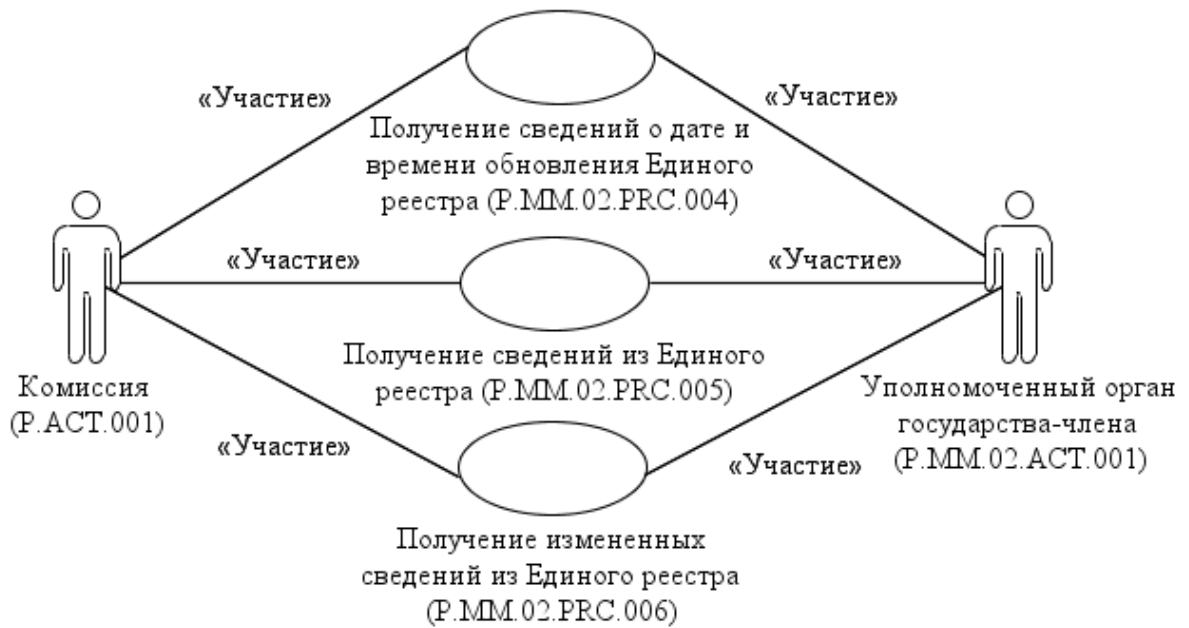 «Участие»
«Участие»
Получение сведений о дате и
времени обновления Единого
реестра (P.MM.02.PRC.004)
«Участие»
«Участие»
Получение сведений из Единого
реестра (P.MM.02.PRC.005)
Комиссия
(P.ACT.001)
Уполномоченный орган
государства-члена
(P.MM.02.ACT.001)
«Участие»
«Участие»
Получение измененных
сведений из Единого реестра
(P.MM.02.PRC.006)